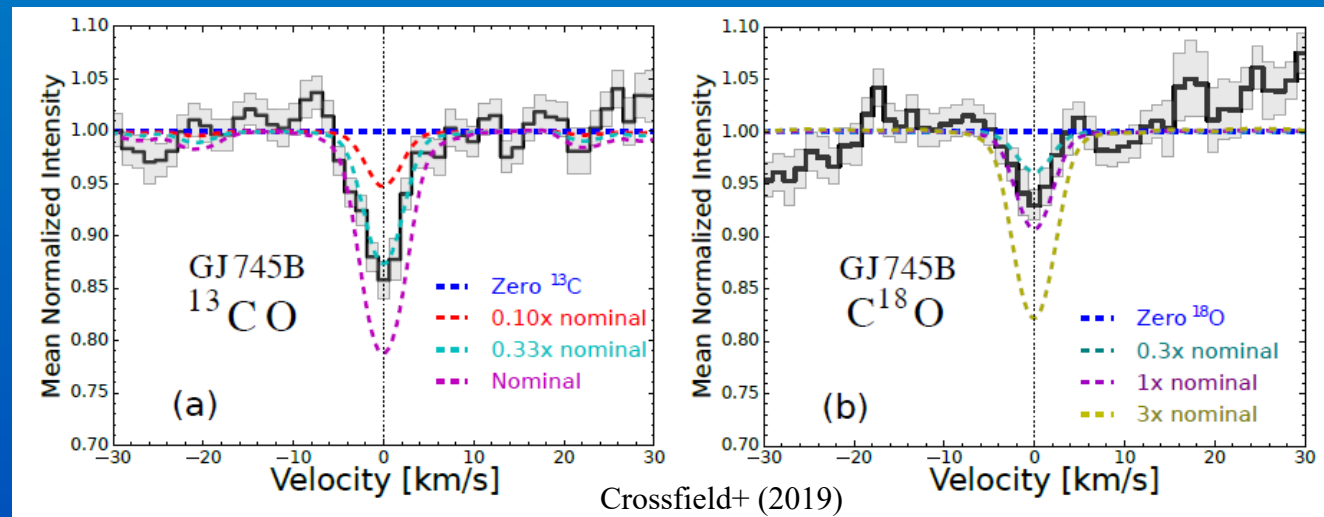 1.10
1.05
1.00
0.95
0.90
0.85
0.80
0.75
0.70
Mean Normalized Intensity
GJ 745B
¹³CO
(a)
Zero ¹³C
0.10x nominal
0.33x nominal
Nominal
−30 −20 −10 0 10 20 30
Velocity [km/s]
1.10
1.05
1.00
0.95
0.90
0.85
0.80
0.75
0.70
Mean Normalized Intensity
GJ 745B
C¹⁸O
(b)
Zero ¹⁸O
0.3x nominal
1x nominal
3x nominal
−30 −20 −10 0 10 20 30
Velocity [km/s]
Crossfield+ (2019)